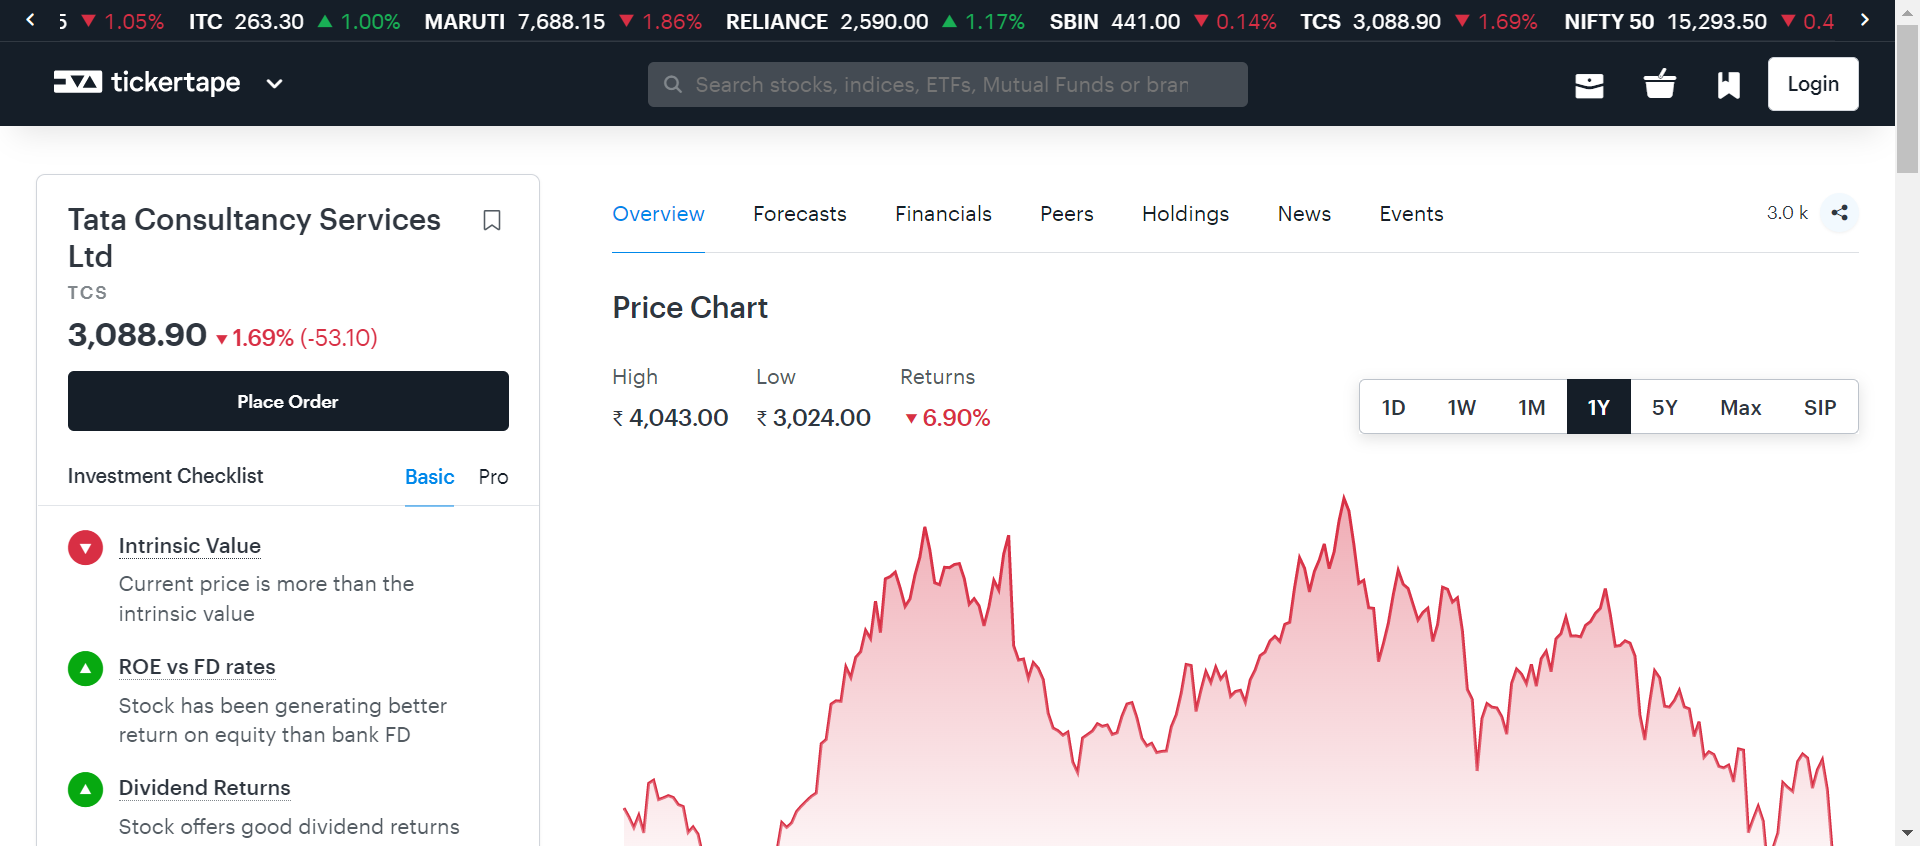 5 ▼ 1.05% ITC 263.30 ▲ 1.00% MARUTI 7,688.15 ▼ 1.86% RELIANCE 2,590.00 ▲ 1.17% SBIN 441.00 ▼ 0.14% TCS 3,088.90 ▼ 1.69% NIFTY 50 15,293.50 ▼ 0.4
tickertape
Search stocks, indices, ETFs, Mutual Funds or bran
Login
Tata Consultancy Services
Ltd
TCS
3,088.90 ▼ 1.69% (-53.10)
Place Order
Investment Checklist Basic Pro
Intrinsic Value
Current price is more than the
intrinsic value
ROE vs FD rates
Stock has been generating better
return on equity than bank FD
Dividend Returns
Stock offers good dividend returns
Overview Forecasts Financials Peers Holdings News Events 3.0 k
Price Chart
High Low Returns
₹ 4,043.00 ₹ 3,024.00 ▼ 6.90%
1D 1W 1M 1Y 5Y Max SIP